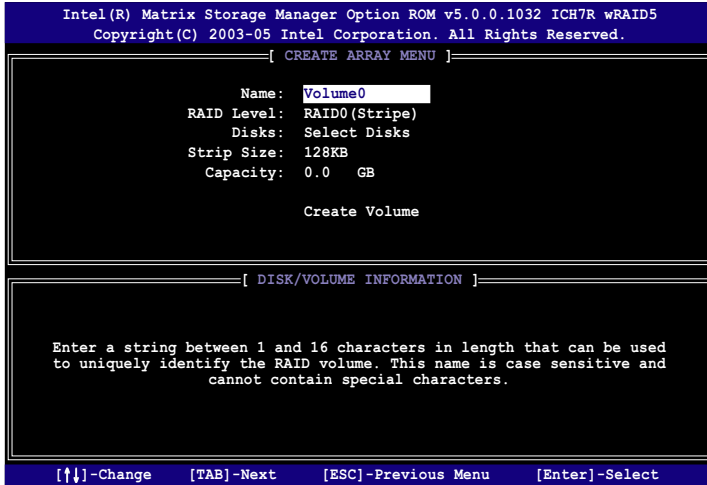 Intel(R) Matrix Storage Manager Option ROM v5.0.0.1032 ICH7R wRAID5
Copyright(C) 2003-05 Intel Corporation. All Rights Reserved.
[ CREATE ARRAY MENU ]
Name: Volume0
RAID Level: RAID0(Stripe)
Disks: Select Disks
Strip Size: 128KB
Capacity: 0.0 GB
Create Volume
[ DISK/VOLUME INFORMATION ]
Enter a string between 1 and 16 characters in length that can be used
to uniquely identify the RAID volume. This name is case sensitive and
cannot contain special characters.
[↑↓]-Change [TAB]-Next [ESC]-Previous Menu [Enter]-Select